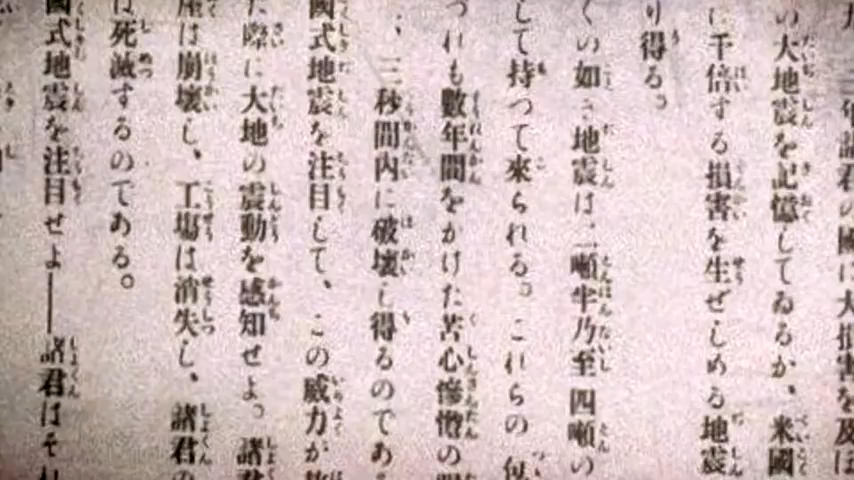 年諸君の國に大損害を及ぼ
の大地震を記憶してゐるか、米國
に千倍する損害を生ぜしめる地震
り得る。
くの如き地震は二噸半乃至四噸の
して持つて來られる。これらの
づれも數年間をかけた苦心慘憺の
、三秒間內に破壞し得るのであ
國式地震を注目して、この威力が
た際に大地の震動を感知せよ。諸君
座は崩壞し、工場は消失し、諸君の
は死滅するのである。
國式地震を注目せよ――諸君はそれ